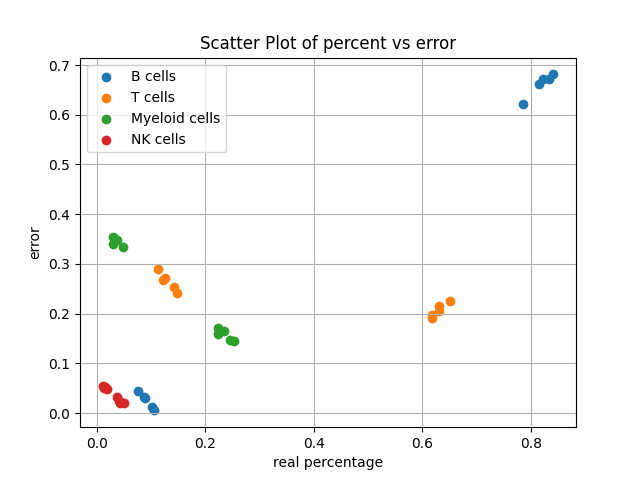 Scatter Plot of percent vs error
B cells
T cells
Myeloid cells
NK cells
0.7
0.6
0.5
0.4
0.3
0.2
0.1
0.0
error
0.0 0.2 0.4 0.6 0.8
real percentage